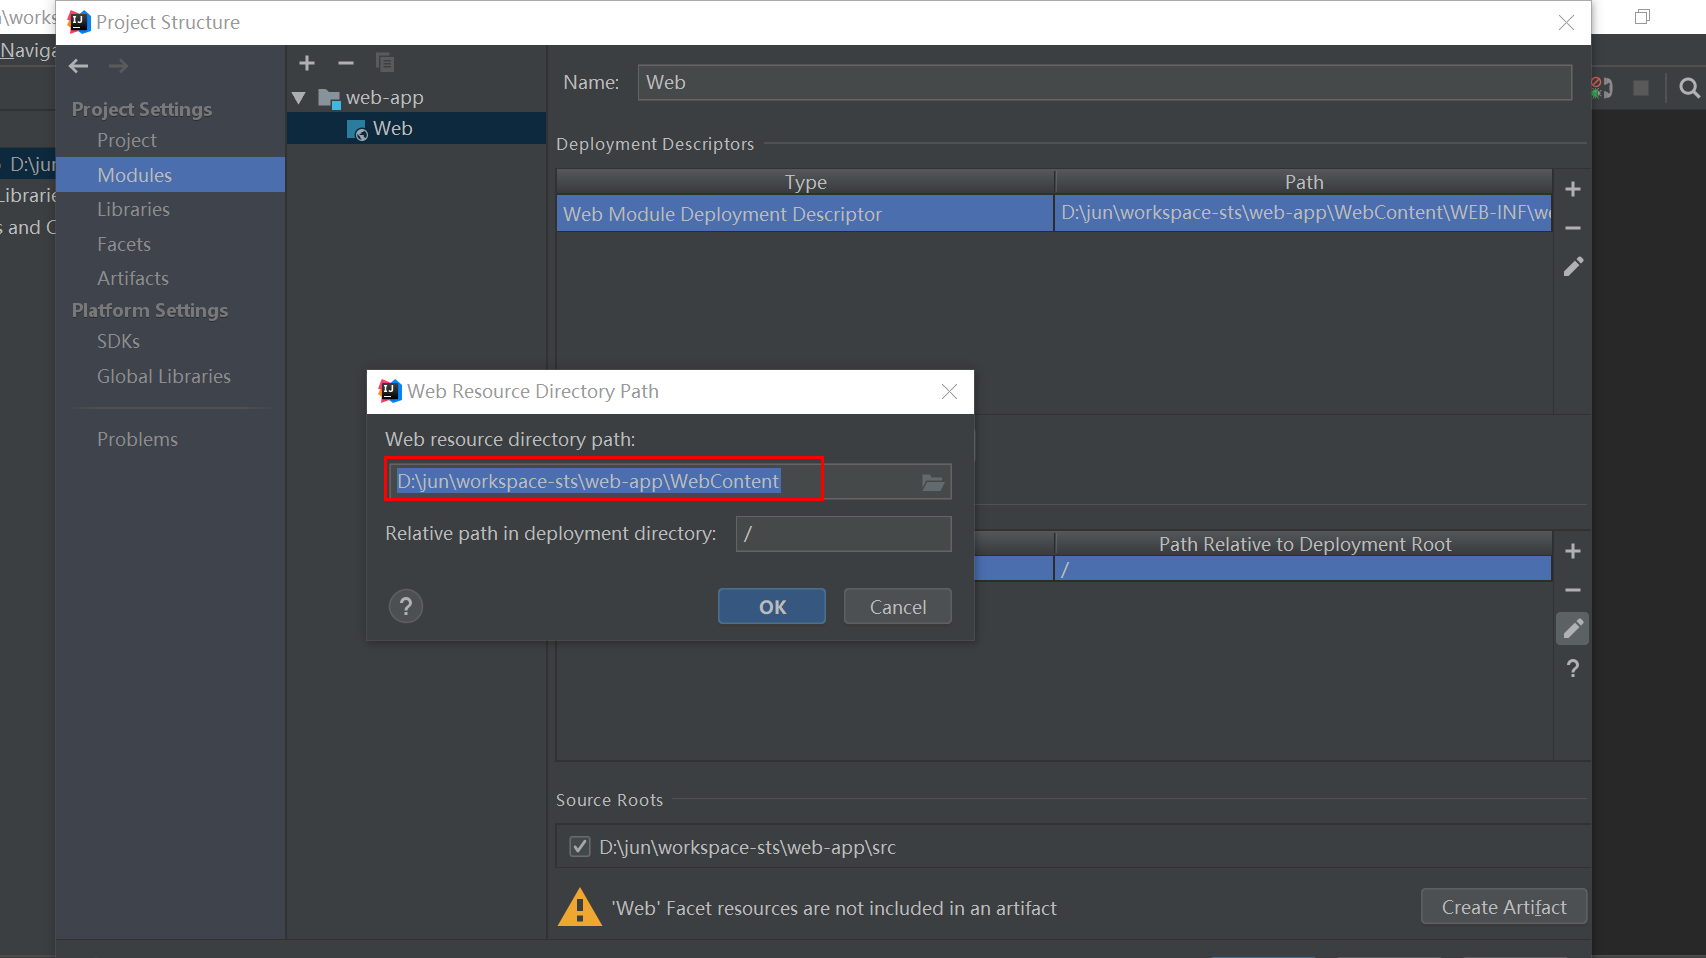 \works
Project Structure
Naviga
Project Settings
Project
Modules
Libraries
Facets
Artifacts
Platform Settings
SDKs
Global Libraries
Problems
D:\jun
Librarie
s and C
web-app
Web
Name:
Web
Deployment Descriptors
Type
Path
Web Module Deployment Descriptor
D:\jun\workspace-sts\web-app\WebContent\WEB-INF\we
Web Resource Directory Path
Web resource directory path:
D:\jun\workspace-sts\web-app\WebContent
Relative path in deployment directory:
/
?
OK
Cancel
Path Relative to Deployment Root
/
?
Source Roots
D:\jun\workspace-sts\web-app\src
'Web' Facet resources are not included in an artifact
Create Artifact